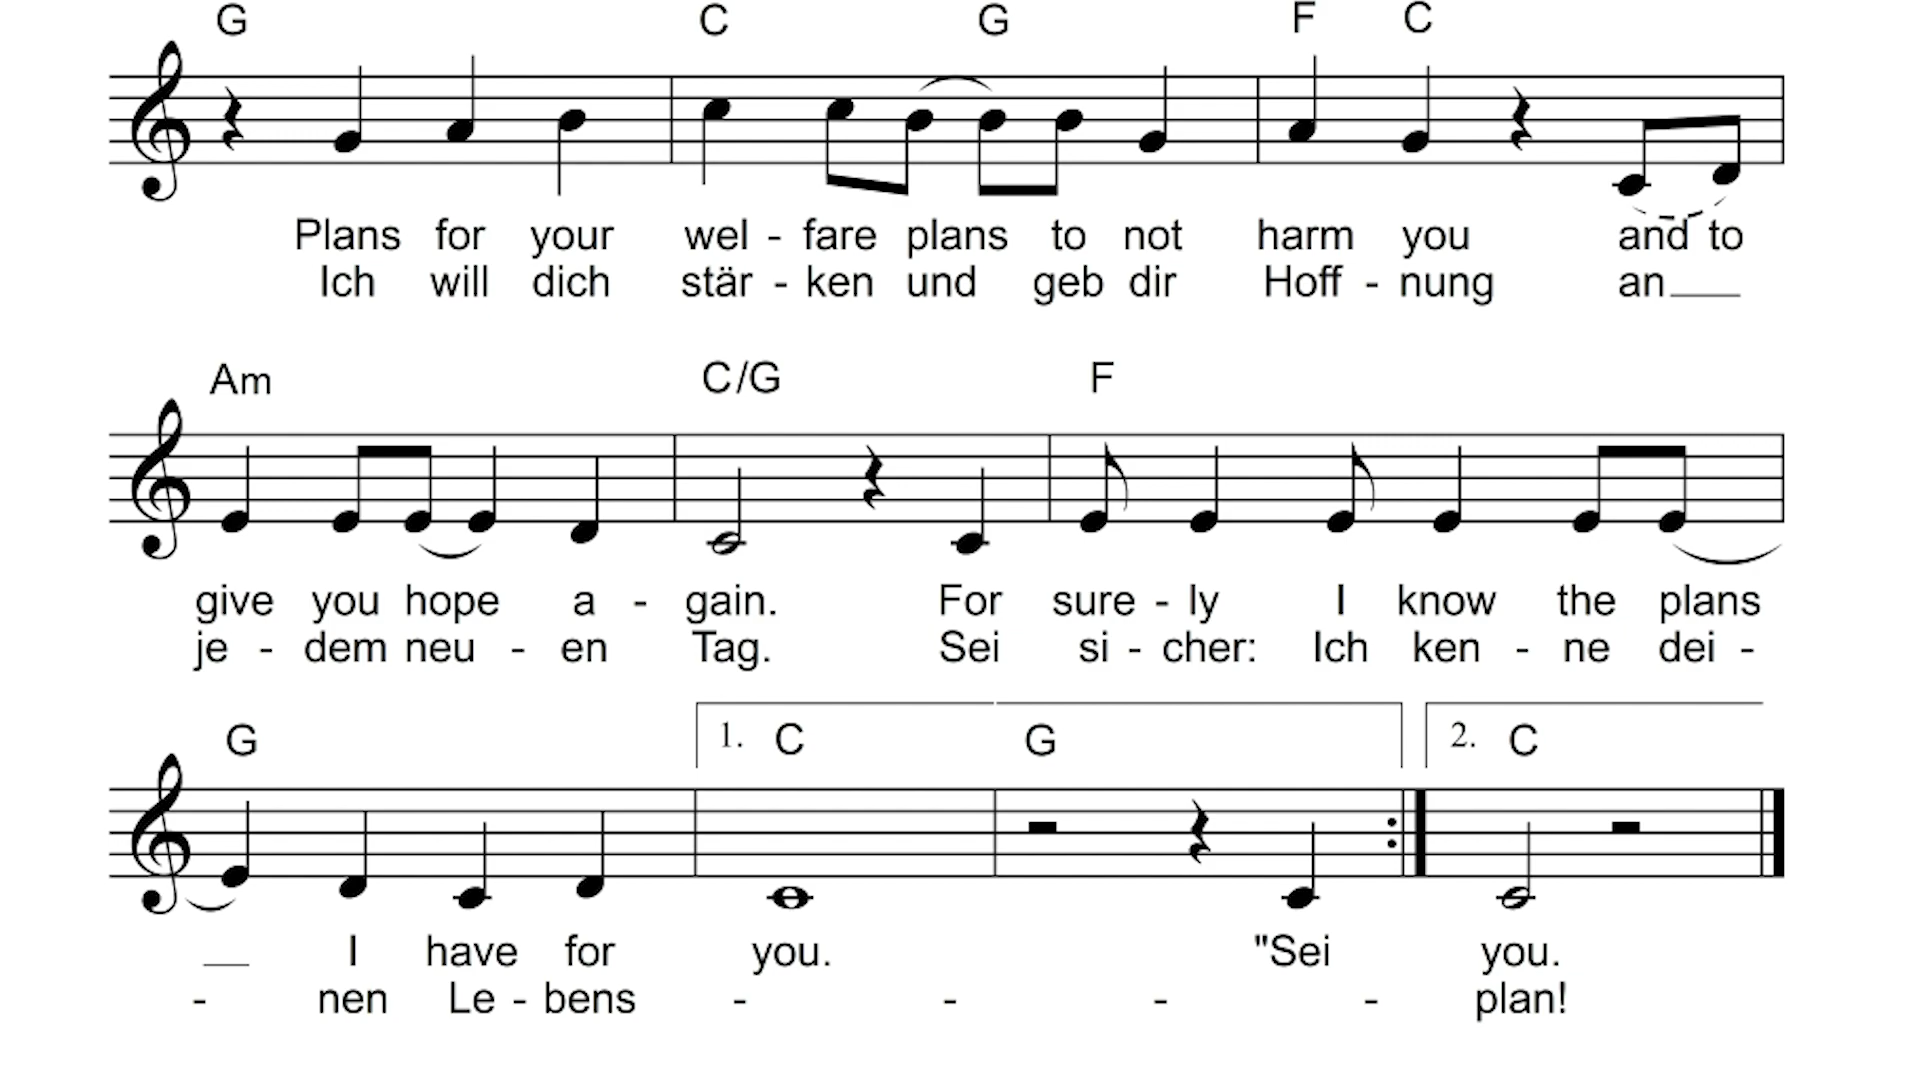 G C G F C
Plans for your wel - fare plans to not harm you and to
Ich will dich stär - ken und geb dir Hoff - nung an
Am C/G F
give you hope a - gain. For sure - ly I know the plans
je - dem neu - en Tag. Sei si - cher: Ich ken - ne dei -
G 1. C G 2. C
I have for you. "Sei you.
- nen Le - bens - - - - plan!